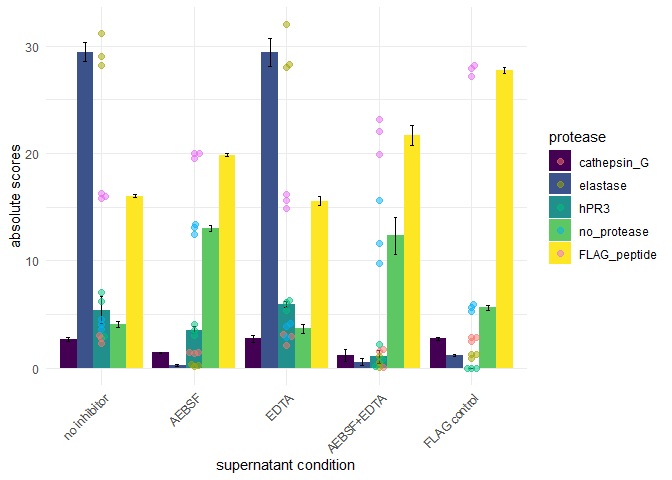 30
20
10
0
absolute scores
no inhibitor
AEBSF
EDTA
AEBSF+EDTA
FLAG control
supernatant condition
protease
cathepsin_G
elastase
hPR3
no_protease
FLAG_peptide